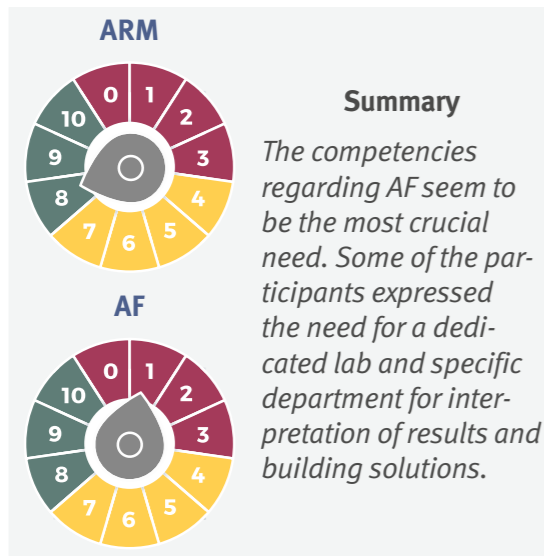 ARM
0
1
2
3
4
5
6
7
8
9
10
AF
0
1
2
3
4
5
6
7
8
9
10
Summary
The competencies
regarding AF seem to
be the most crucial
need. Some of the par-
ticipants expressed
the need for a dedi-
cated lab and specific
department for inter-
pretation of results and
building solutions.